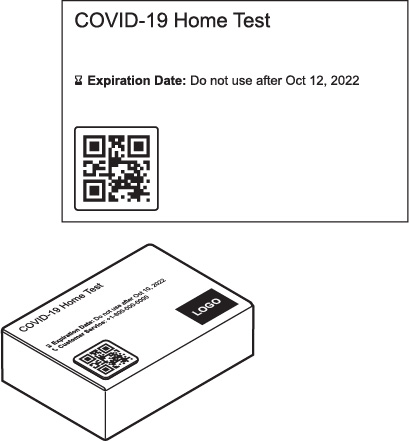 COVID-19 Home Test
Expiration Date: Do not use after Oct 12, 2022
COVID-19 Home Test
Expiration Date: Do not use after Oct 10, 2022
Customer Service: +1-800-000-0000
LOGO